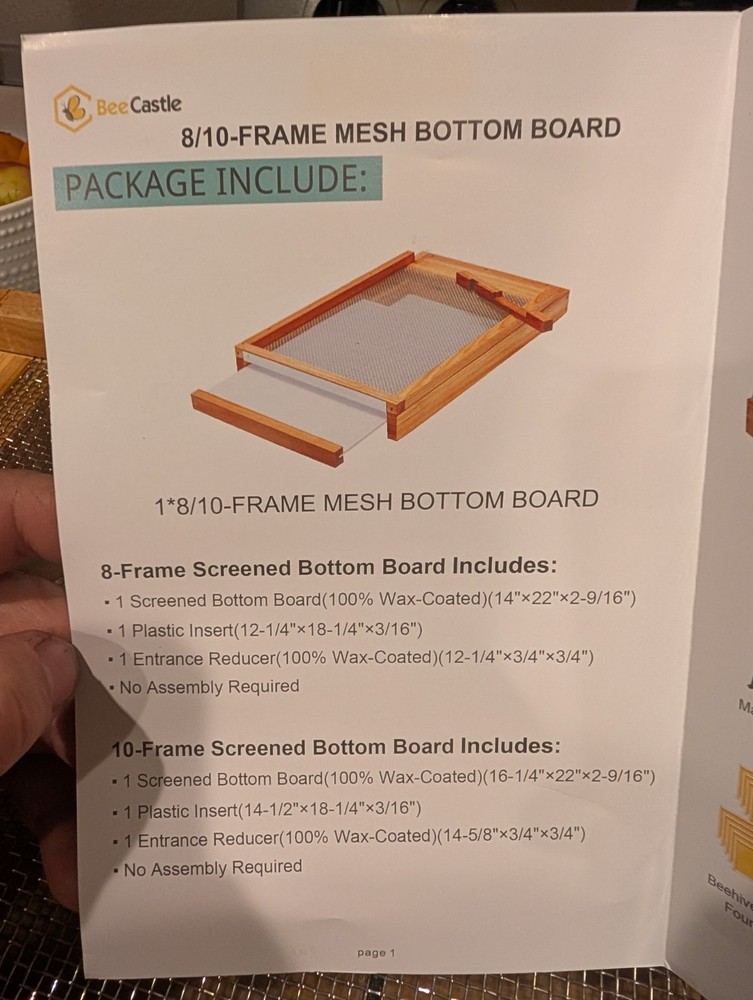 BeeCastle
8/10-FRAME MESH BOTTOM BOARD
PACKAGE INCLUDE:
1*8/10-FRAME MESH BOTTOM BOARD
8-Frame Screened Bottom Board Includes:
▪ 1 Screened Bottom Board(100% Wax-Coated)(14"×22"×2-9/16")
▪ 1 Plastic Insert(12-1/4"×18-1/4"×3/16")
▪ 1 Entrance Reducer(100% Wax-Coated)(12-1/4"×3/4"×3/4")
▪ No Assembly Required
10-Frame Screened Bottom Board Includes:
▪ 1 Screened Bottom Board(100% Wax-Coated)(16-1/4"×22"×2-9/16")
▪ 1 Plastic Insert(14-1/2"×18-1/4"×3/16")
▪ 1 Entrance Reducer(100% Wax-Coated)(14-5/8"×3/4"×3/4")
▪ No Assembly Required
page 1